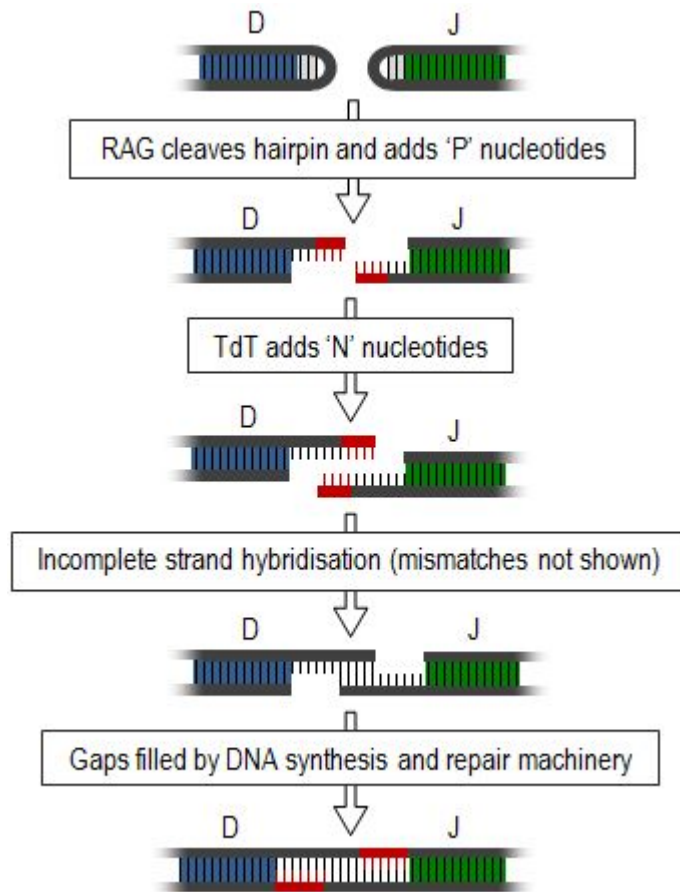 D J
RAG cleaves hairpin and adds ‘P’ nucleotides
D J
TdT adds ‘N’ nucleotides
D J
Incomplete strand hybridisation (mismatches not shown)
D J
Gaps filled by DNA synthesis and repair machinery
D J